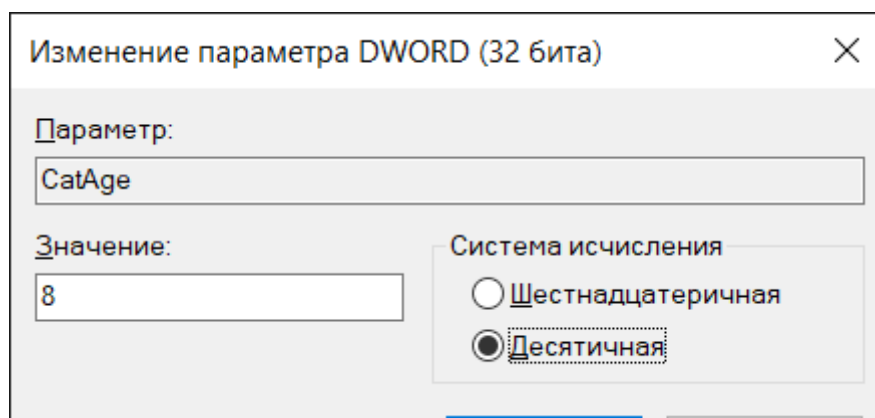 Изменение параметра DWORD (32 бита)
Параметр:
CatAge
Значение:
8
Система исчисления
Шестнадцатеричная
Десятичная